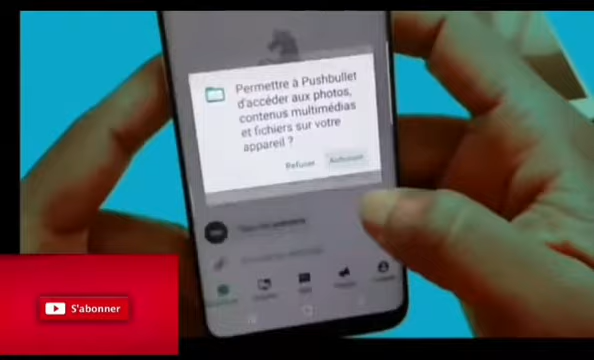 Permettre à Pushbullet
d'accéder aux photos,
contenus multimédias
et fichiers sur votre
appareil ?
Refuser
Autoriser
S'abonner